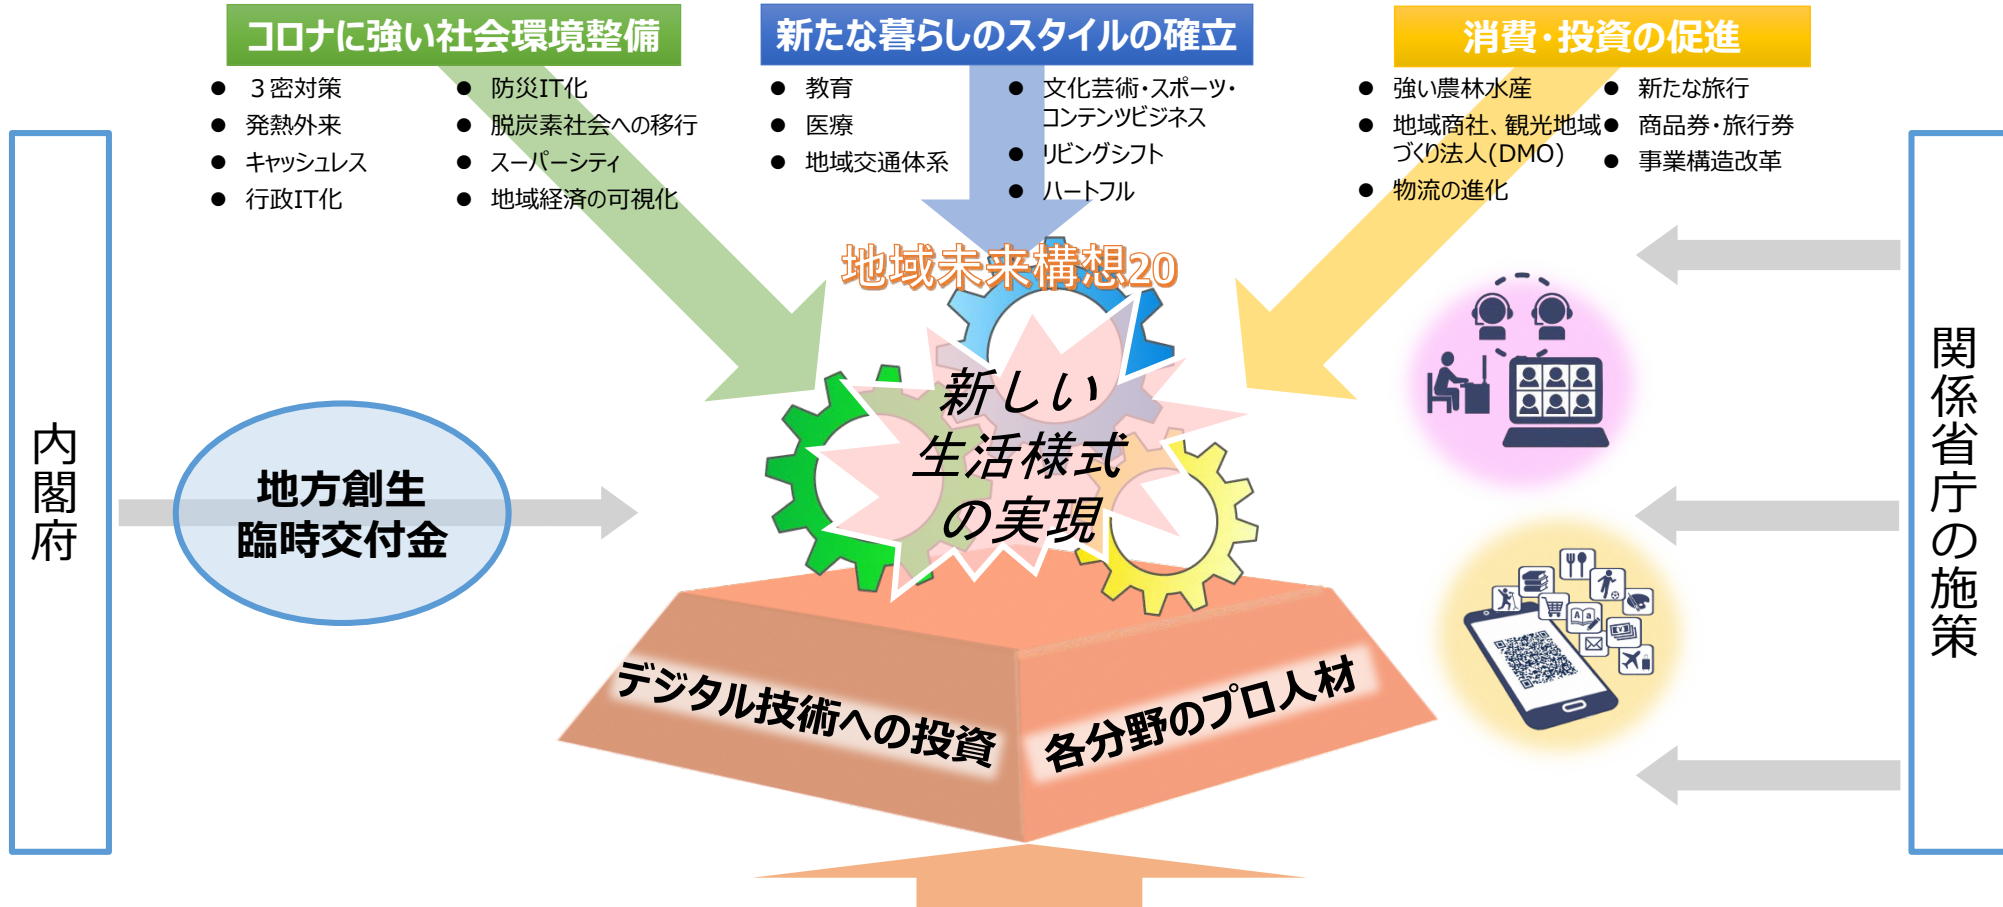 コロナに強い社会環境整備
● ３密対策
● 発熱外来
● キャッシュレス
● 行政IT化
● 防災IT化
● 脱炭素社会への移行
● スーパーシティ
● 地域経済の可視化
新たな暮らしのスタイルの確立
● 教育
● 医療
● 地域交通体系
● 文化芸術・スポーツ・
コンテンツビジネス
● リビングシフト
● ハートフル
消費・投資の促進
● 強い農林水産
● 地域商社、観光地域
づくり法人(DMO)
● 物流の進化
● 新たな旅行
● 商品券・旅行券
● 事業構造改革
地域未来構想20
新しい
生活様式
の実現
内閣府
地方創生
臨時交付金
関係省庁の施策
デジタル技術への投資
各分野のプロ人材
A a